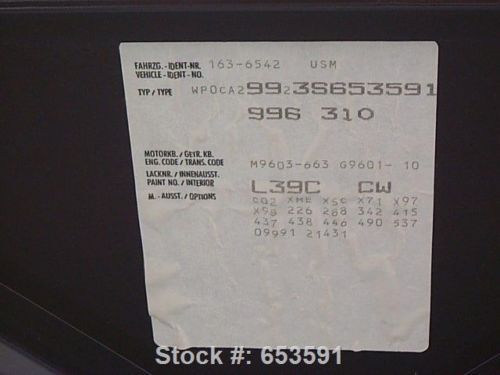 FAHRZG. - IDENT-NR. 163-6542 USM
VEHICLE - IDENT - NO.
TYP / TYPE WP0CA29923S653591
996 310
MOTORKB. / GETR. KB. M9603-663 G9601- 10
ENG. CODE / TRANS. CODE
LACKNR. / INNENAUSST. L39C CW
PAINT NO. / INTERIOR
M. - AUSST. / OPTIONS C02 XME XSC X71 X97
X98 226 288 342 415
437 438 446 490 537
09991 21431
Stock #: 653591